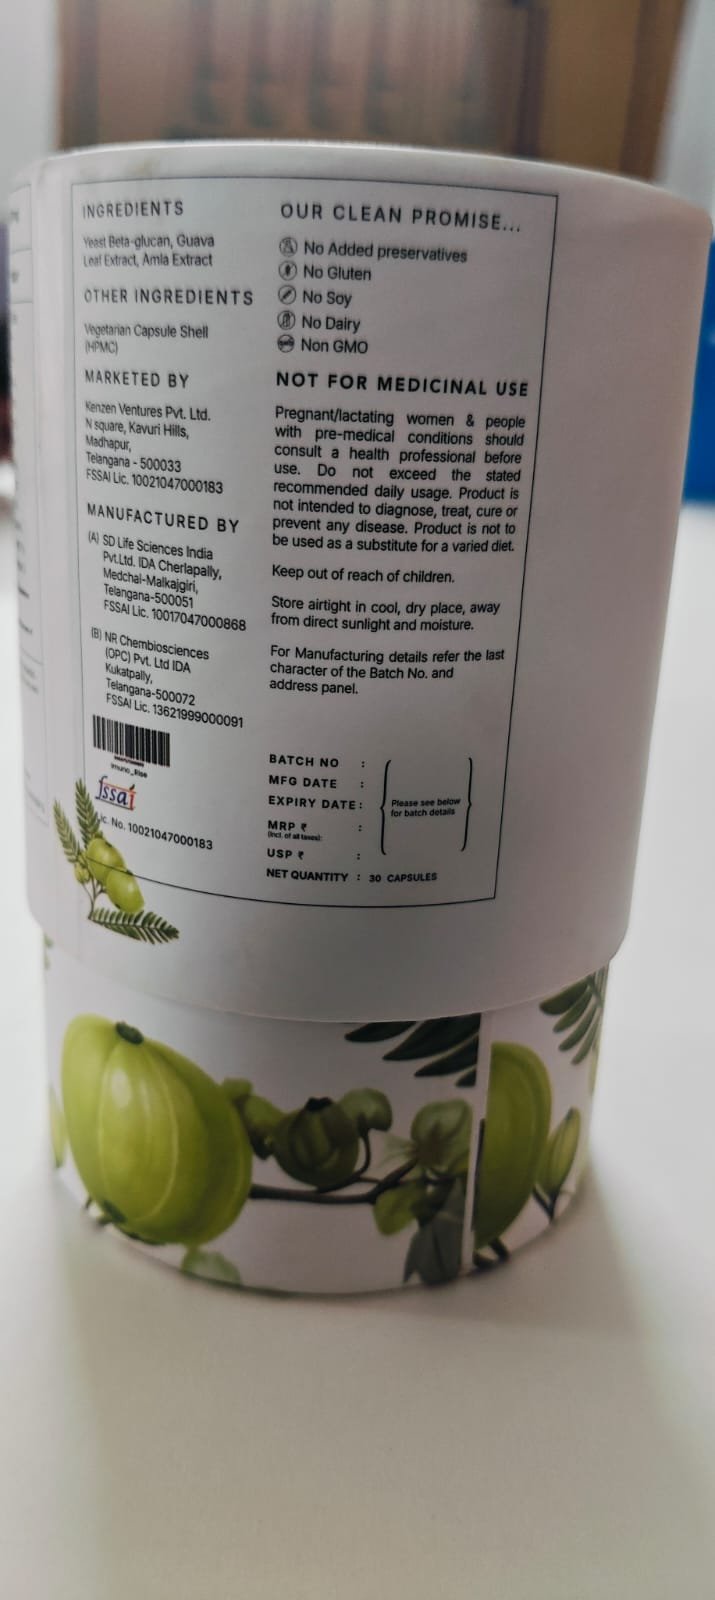 INGREDIENTS
Yeast Beta-glucan, Guava
Leaf Extract, Amla Extract
OTHER INGREDIENTS
Vegetarian Capsule Shell
(HPMC)
MARKETED BY
Kenzen Ventures Pvt. Ltd.
N square, Kavuri Hills,
Madhapur,
Telangana - 500033
FSSAI Lic. 10021047000183
MANUFACTURED BY
(A) SD Life Sciences India
Pvt.Ltd. IDA Cherlapally,
Medchal-Malkajgiri,
Telangana-500051
FSSAI Lic. 10017047000868
(B) NR Chembiosciences
(OPC) Pvt. Ltd IDA
Kukatpally,
Telangana-500072
FSSAI Lic. 13621999000091
Imuno_Rise
fssai
Lic. No. 10021047000183
OUR CLEAN PROMISE...
No Added preservatives
No Gluten
No Soy
No Dairy
Non GMO
NOT FOR MEDICINAL USE
Pregnant/lactating women & people
with pre-medical conditions should
consult a health professional before
use. Do not exceed the stated
recommended daily usage. Product is
not intended to diagnose, treat, cure or
prevent any disease. Product is not to
be used as a substitute for a varied diet.
Keep out of reach of children.
Store airtight in cool, dry place, away
from direct sunlight and moisture.
For Manufacturing details refer the last
character of the Batch No. and
address panel.
BATCH NO :
MFG DATE :
EXPIRY DATE :
MRP ₹ :
(Incl. of all taxes):
USP ₹ :
Please see below
for batch details
NET QUANTITY : 30 CAPSULES